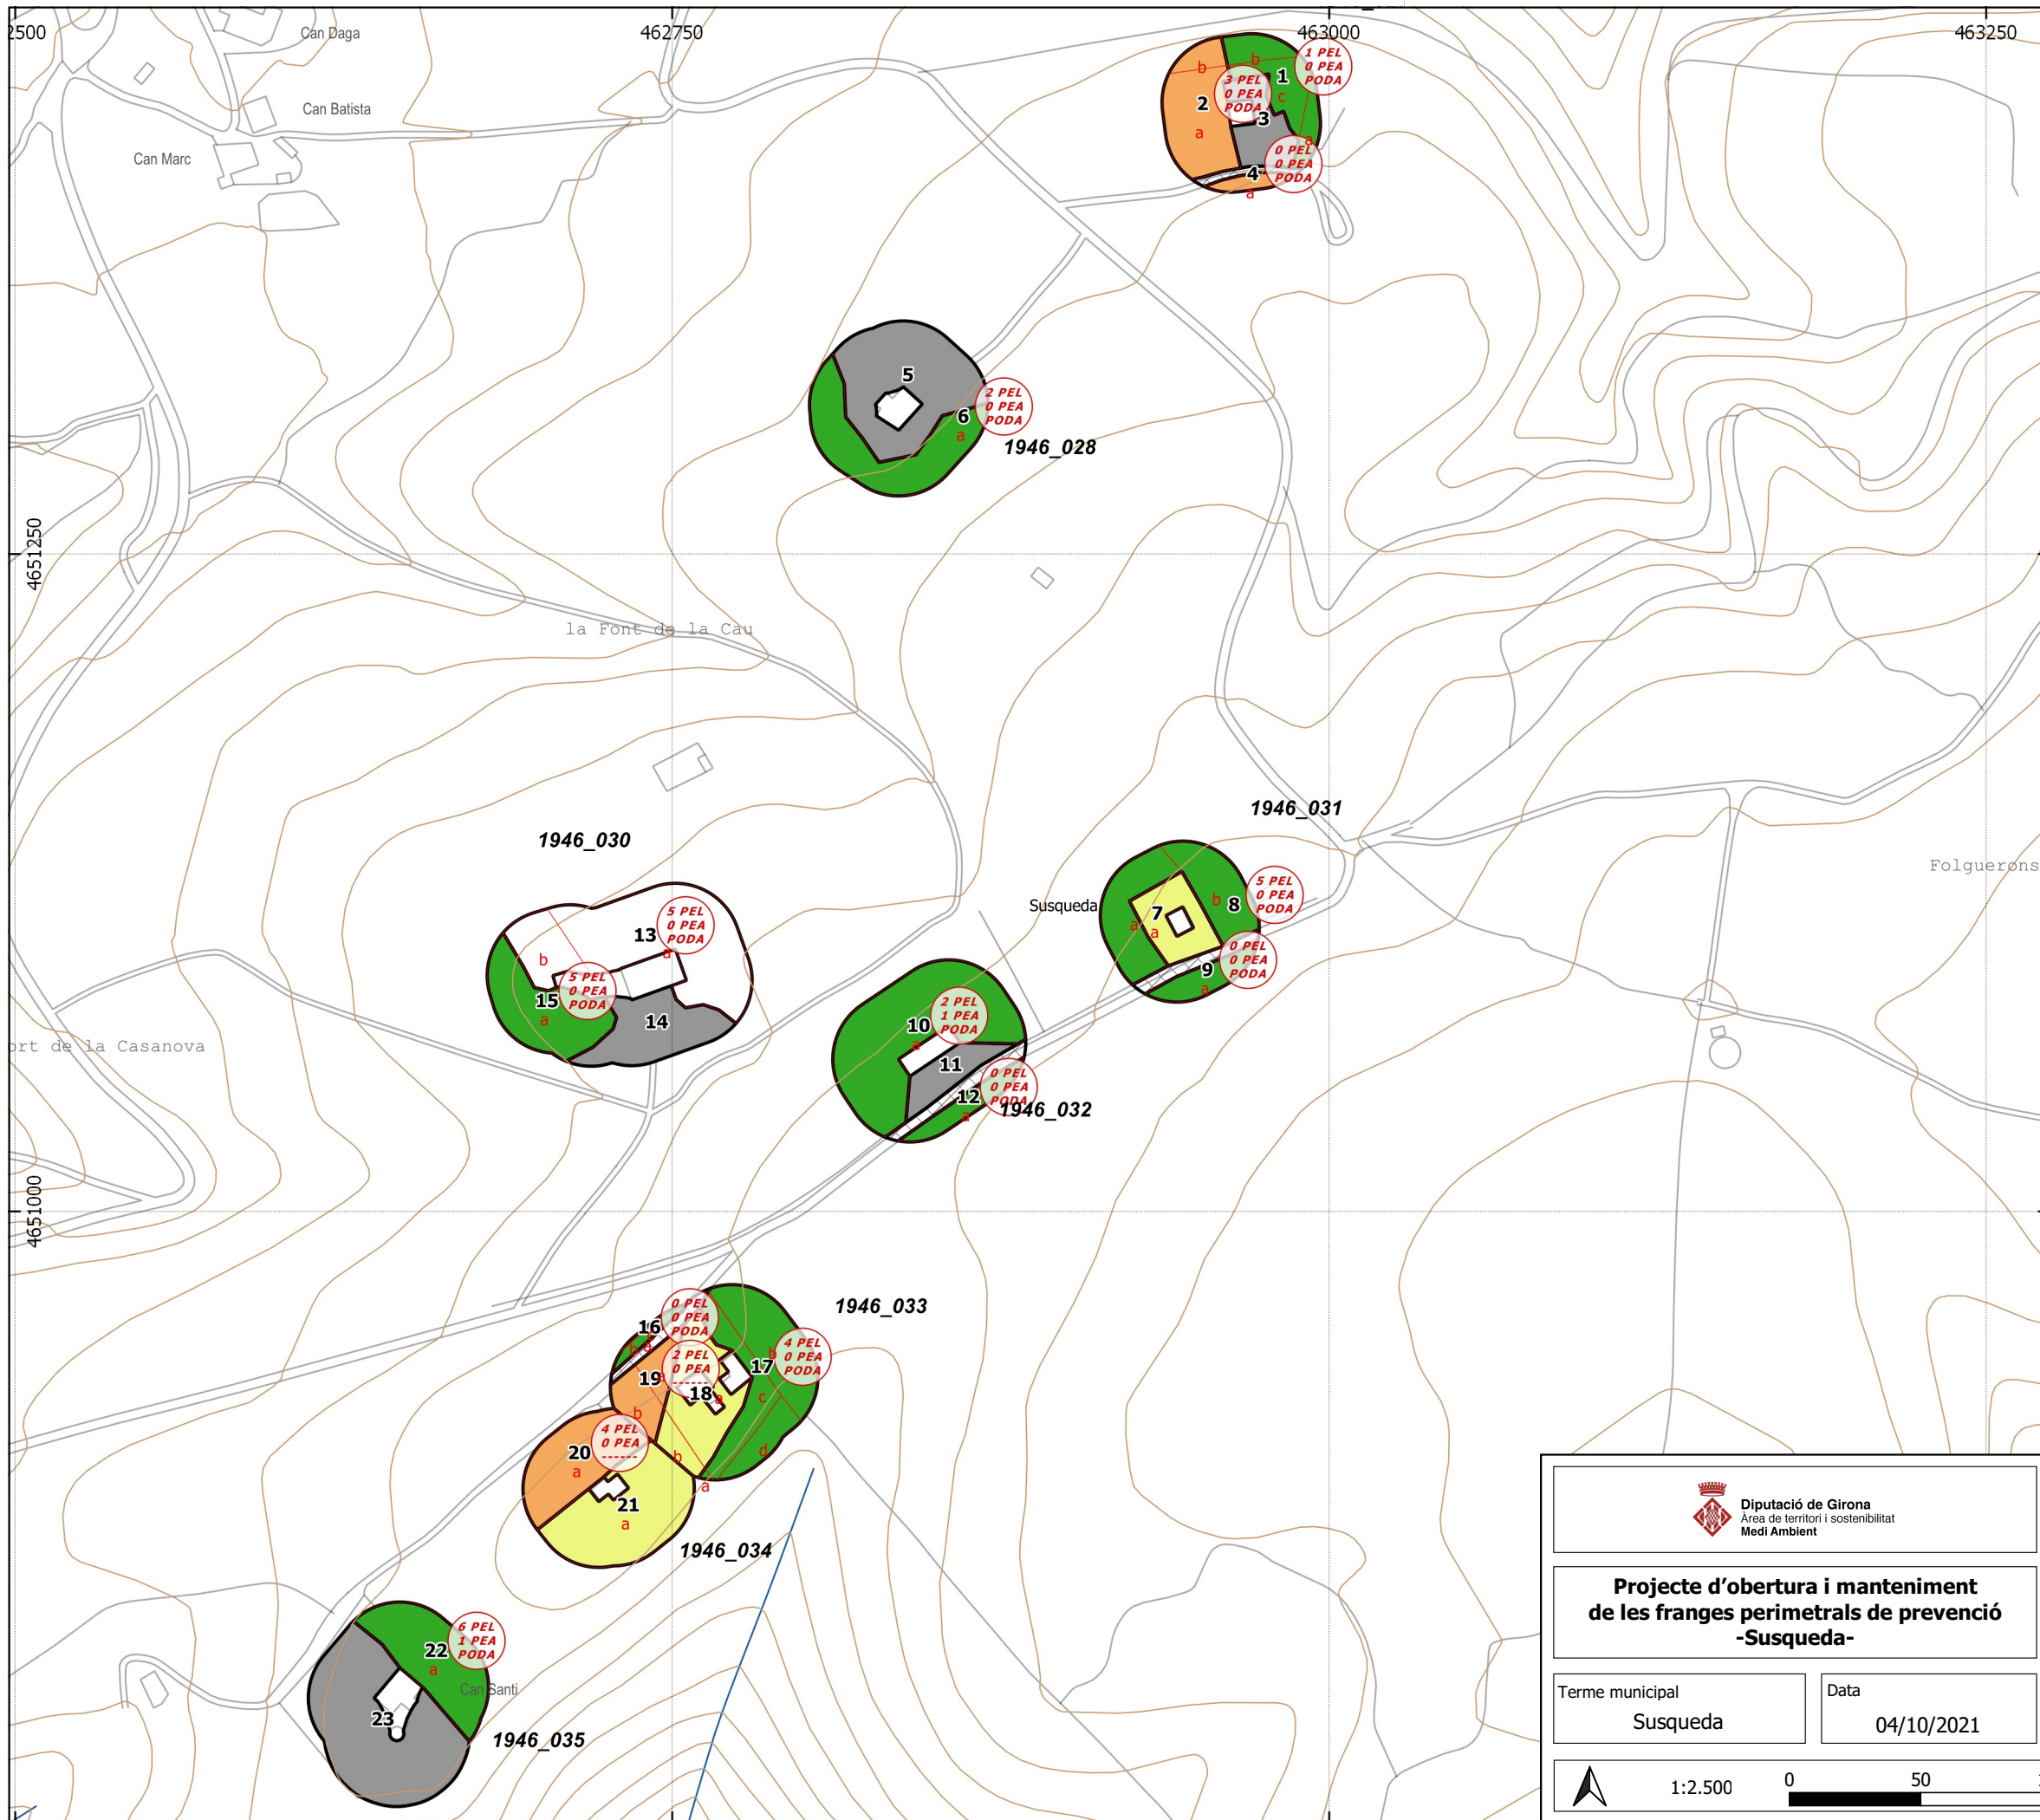 2500
462750
463000
463250
Can Daga
Can Batista
Can Marc
b
b
1
1 PEL
0 PEA
PODA
2
3 PEL
0 PEA
PODA
c
3
a
a
0 PEL
0 PEA
PODA
4
a
5
6
a
2 PEL
0 PEA
PODA
1946_028
4651250
la Font de la Cau
1946_031
1946_030
Folguerons
Susqueda
7
a
a
b
8
5 PEL
0 PEA
PODA
0 PEL
0 PEA
PODA
9
a
13
5 PEL
0 PEA
PODA
a
b
5 PEL
0 PEA
PODA
15
a
14
10
a
2 PEL
1 PEA
PODA
11
0 PEL
0 PEA
PODA
12
a
1946_032
ort de la Casanova
4651000
1946_033
16
0 PEL
0 PEA
PODA
b
a
2 PEL
0 PEA
------
19
a
18
a
b
17
4 PEL
0 PEA
PODA
b
c
d
b
a
20
a
4 PEL
0 PEA
------
21
a
1946_034
22
a
6 PEL
1 PEA
PODA
Can Santi
23
1946_035
Diputació de Girona
Àrea de territori i sostenibilitat
Medi Ambient
Projecte d'obertura i manteniment
de les franges perimetrals de prevenció
-Susqueda-
Terme municipal
Susqueda
Data
04/10/2021
1:2.500
0
50